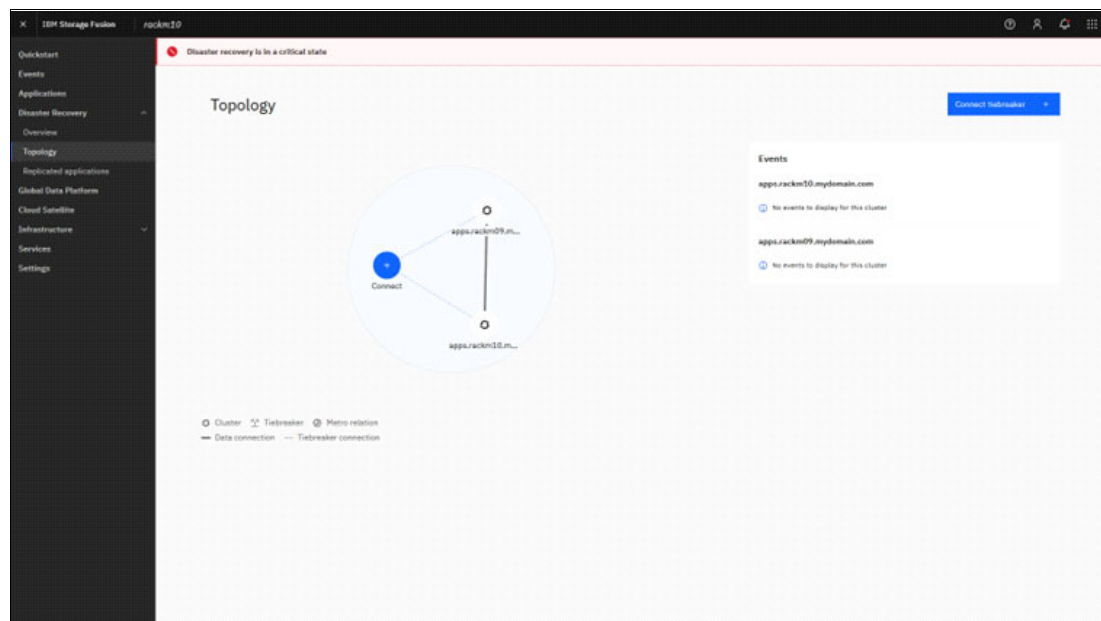 IBM Storage Fusion
rackm10
Quickstart
Events
Applications
Disaster Recovery
Overview
Topology
Replicated applications
Global Data Platform
Cloud Satellite
Infrastructure
Services
Settings
Disaster recovery is in a critical state
Topology
Connect tiebreaker +
apps.rackm09.m...
Connect
apps.rackm10.m...
Cluster Tiebreaker Metro relation
Data connection Tiebreaker connection
Events
apps.rackm10.mydomain.com
No events to display for this cluster
apps.rackm09.mydomain.com
No events to display for this cluster